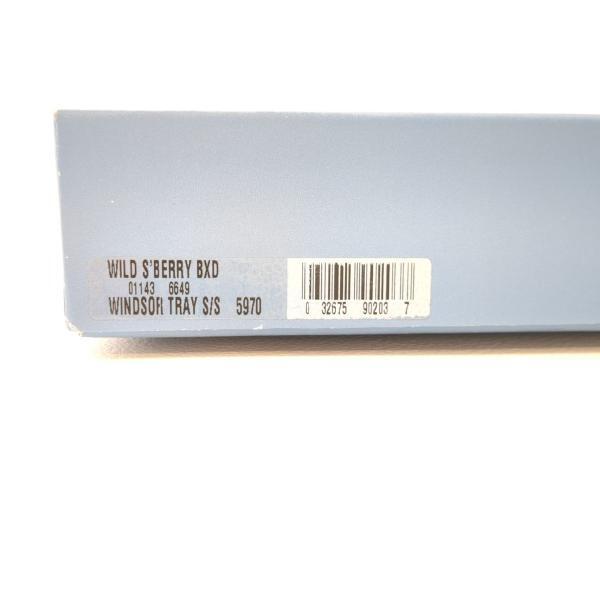 WILD S'BERRY BXD
01143 6649
WINDSOR TRAY S/S 5970
0 32675 90203 7